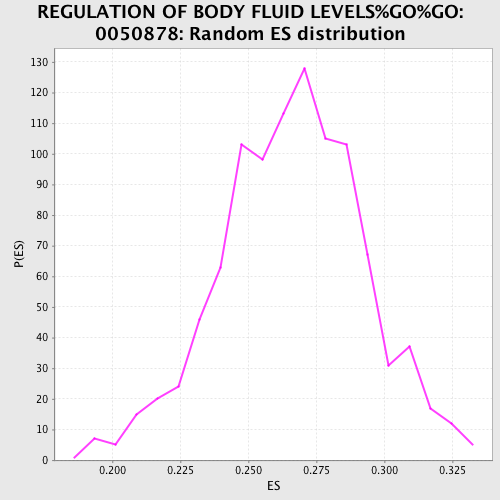 REGULATION OF BODY FLUID LEVELS%GO%GO:
0050878: Random ES distribution
130
120
110
100
90
80
70
60
50
40
30
20
10
0
P(ES)
0.200 0.225 0.250 0.275 0.300 0.325
ES